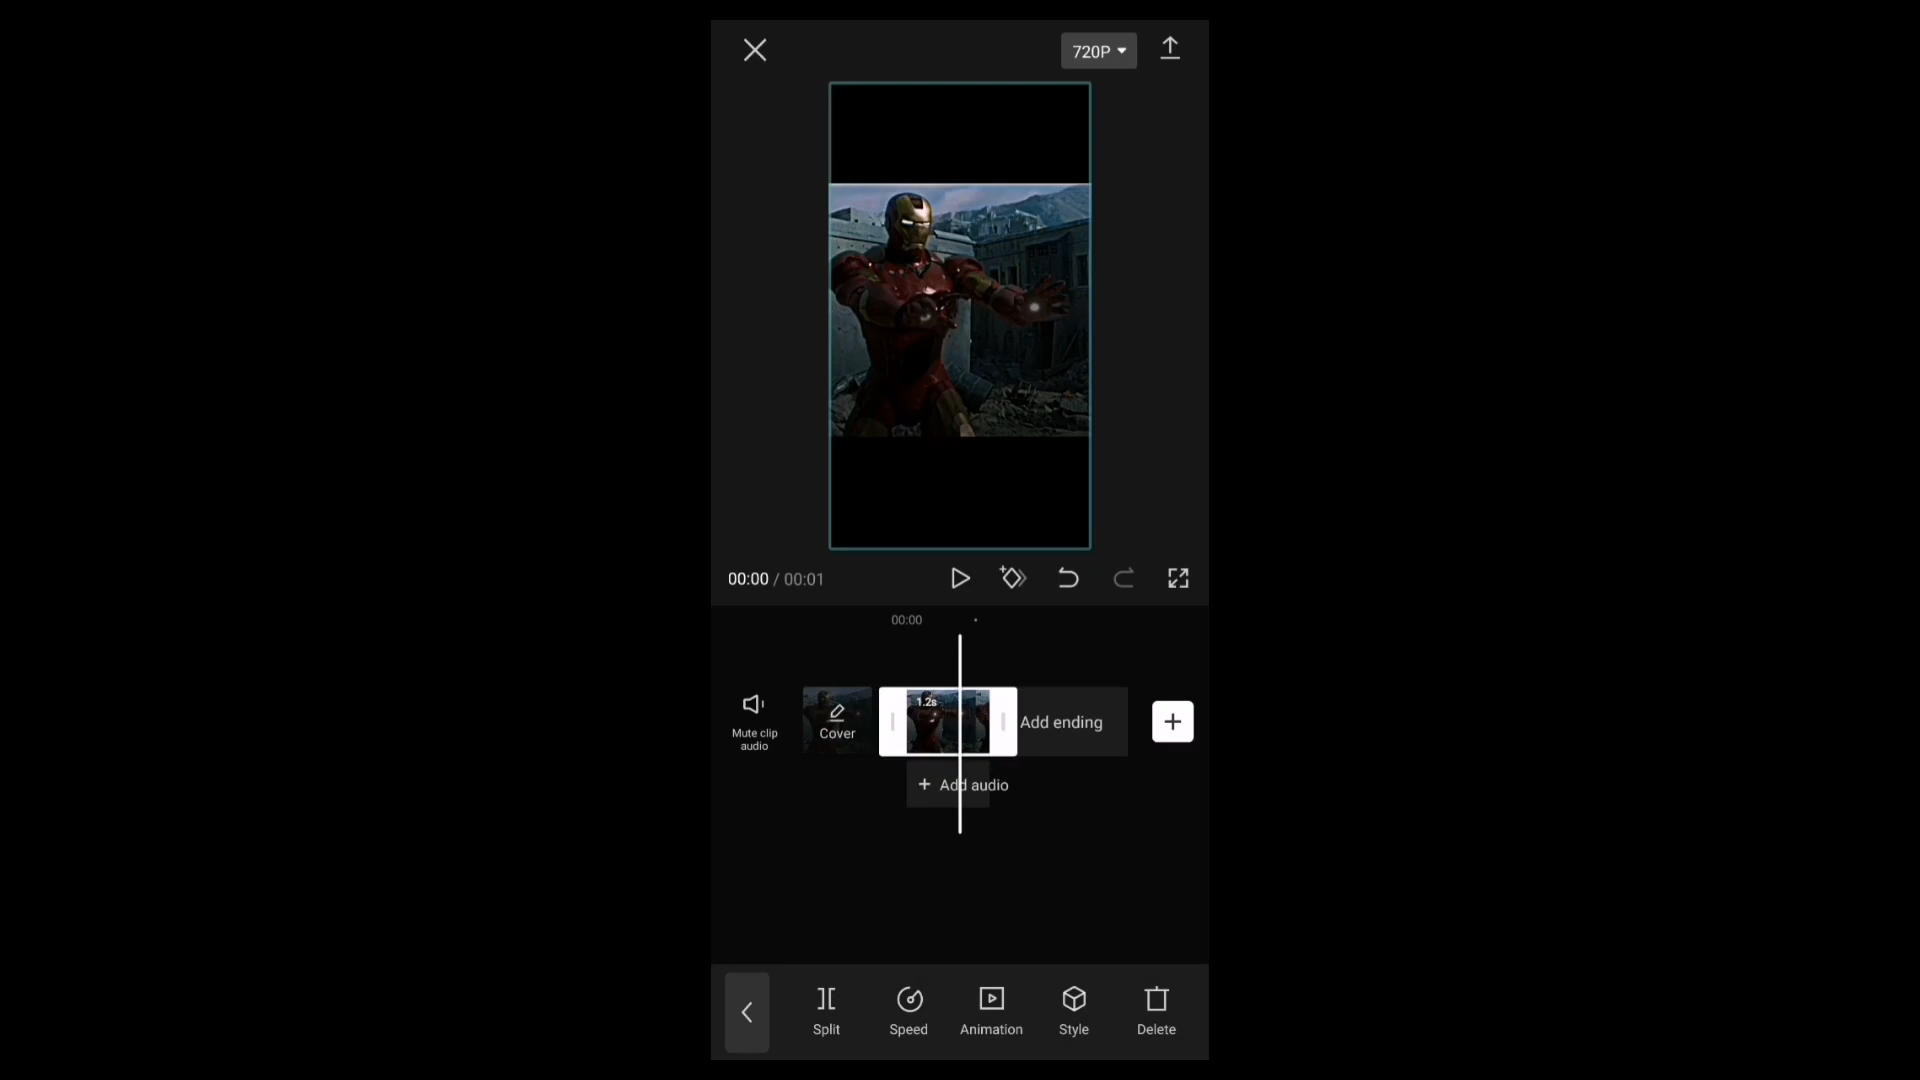 720P
00:00 / 00:01
00:00
Mute clip
audio
Cover
1.2s
Add ending
+ Add audio
Split
Speed
Animation
Style
Delete